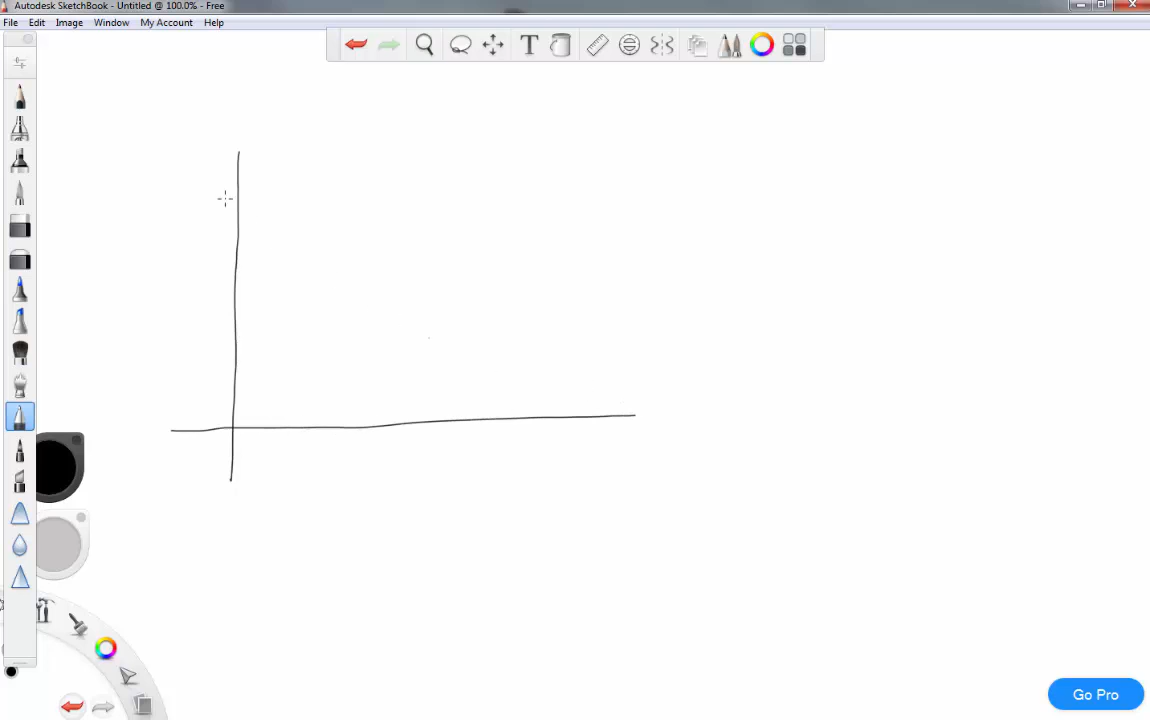 Autodesk SketchBook - Untitled @ 100.0% - Free
File Edit Image Window My Account Help
T
Go Pro